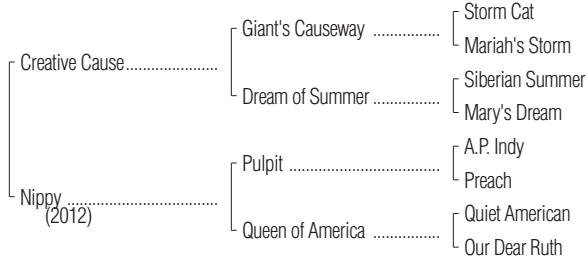 Storm Cat
Giant's Causeway ................
Mariah's Storm
Creative Cause......................
Siberian Summer
Dream of Summer ................
Mary's Dream
A.P. Indy
Pulpit ....................................
Preach
Nippy ....................................
(2012)
Quiet American
Queen of America ................
Our Dear Ruth